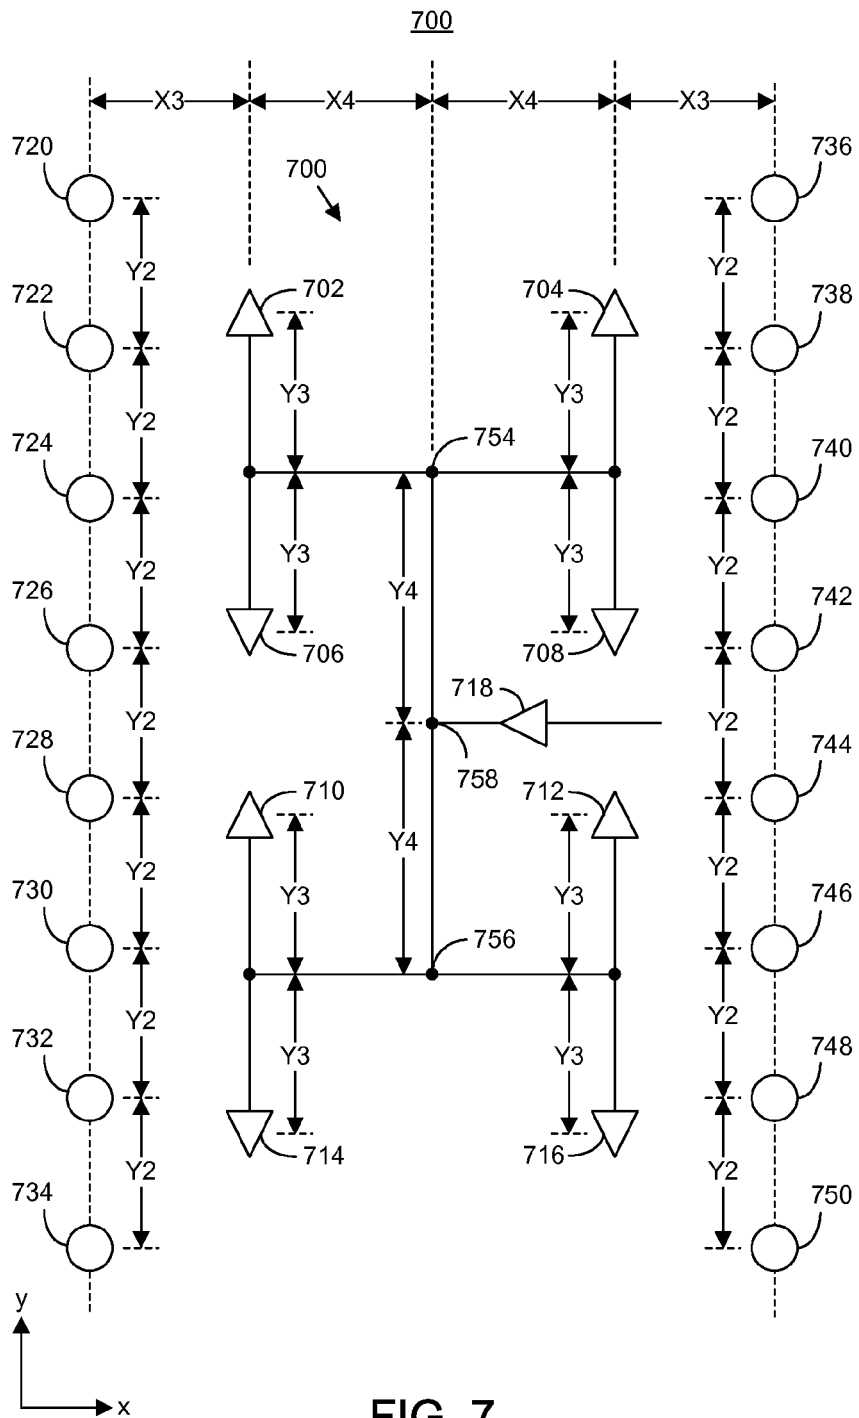 700
X3 X4 X4 X3
720 736
700
Y2 Y2
722 702 704 738
Y2 Y3 Y3 Y2
724 754 740
Y2 Y3 Y3 Y2
726 Y4 742
706 708
718
Y2 Y2
728 758 744
710 712
Y4
Y2 Y2
730 Y3 Y3 746
756
Y2 Y2
732 Y3 Y3 748
714 716
Y2 Y2
734 750
y
x
FIG. 7